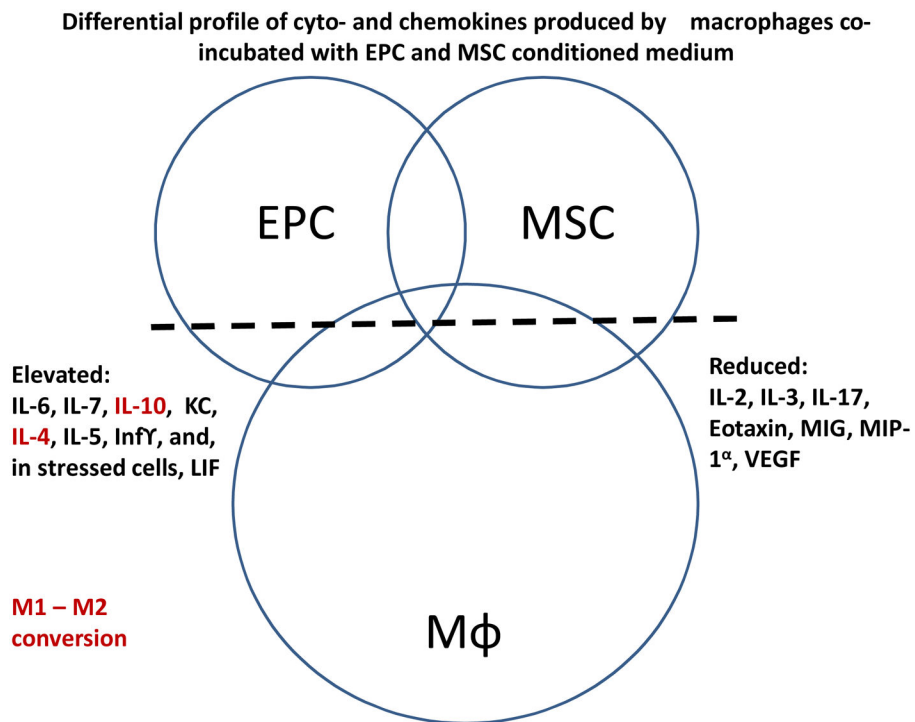 Differential profile of cyto- and chemokines produced by macrophages co-
incubated with EPC and MSC conditioned medium
EPC
MSC
Elevated:
IL-6, IL-7, IL-10, KC,
IL-4, IL-5, Infϒ, and,
in stressed cells, LIF
Reduced:
IL-2, IL-3, IL-17,
Eotaxin, MIG, MIP-
1α, VEGF
M1 – M2
conversion
Mϕ